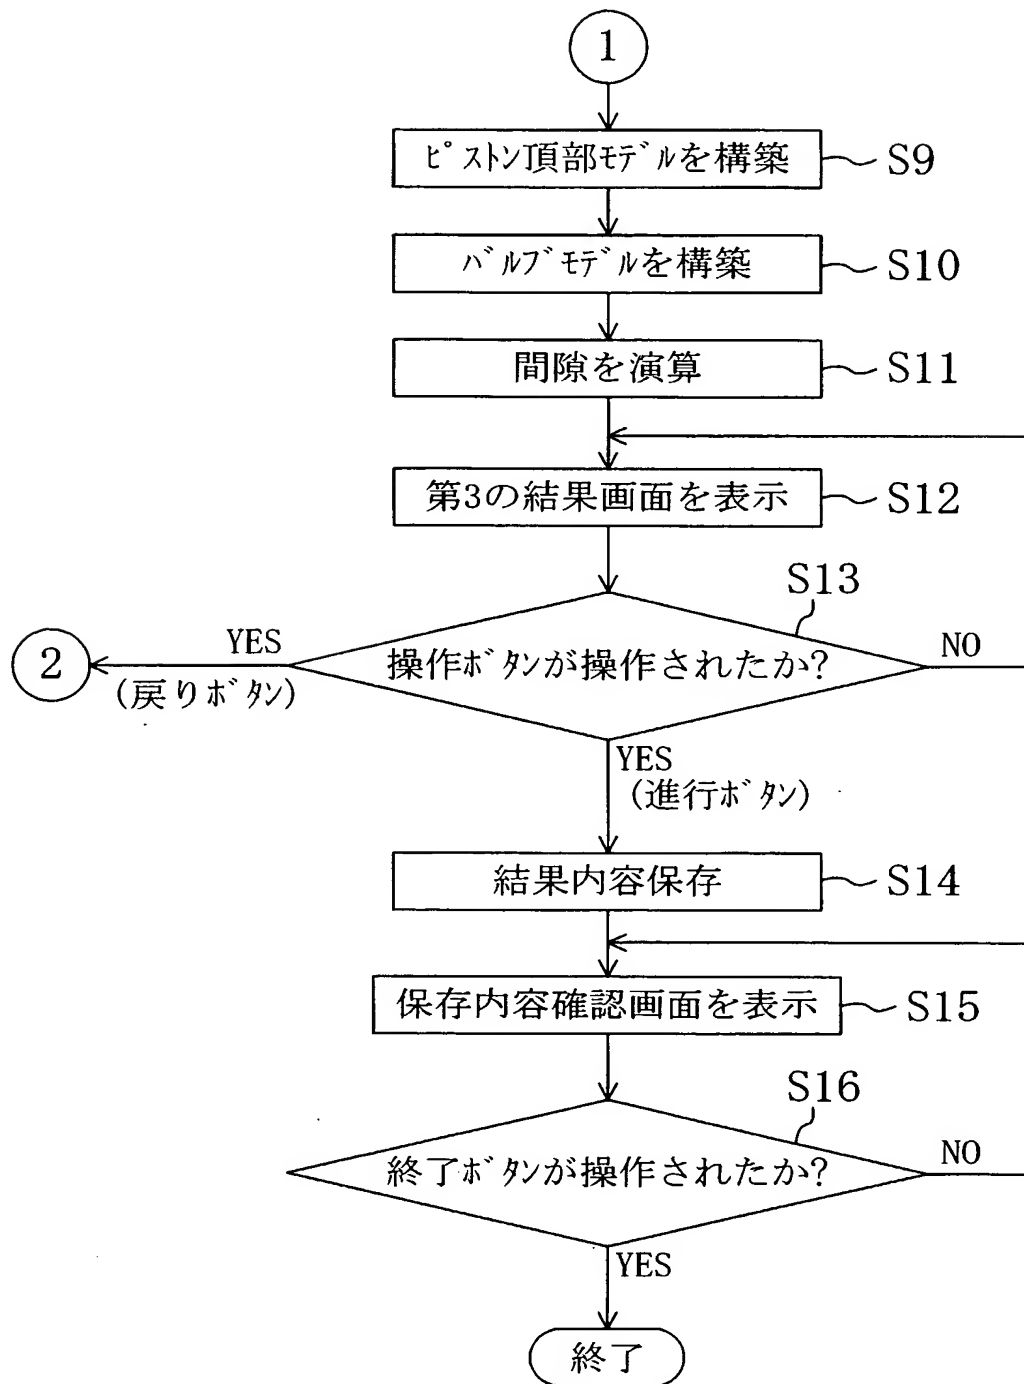 1
ピストン頂部モデルを構築
S9
バルブモデルを構築
S10
間隙を演算
S11
第3の結果画面を表示
S12
S13
操作ボタンが操作されたか?
YES
(戻りボタン)
2
NO
YES
(進行ボタン)
結果内容保存
S14
保存内容確認画面を表示
S15
S16
終了ボタンが操作されたか?
NO
YES
終了